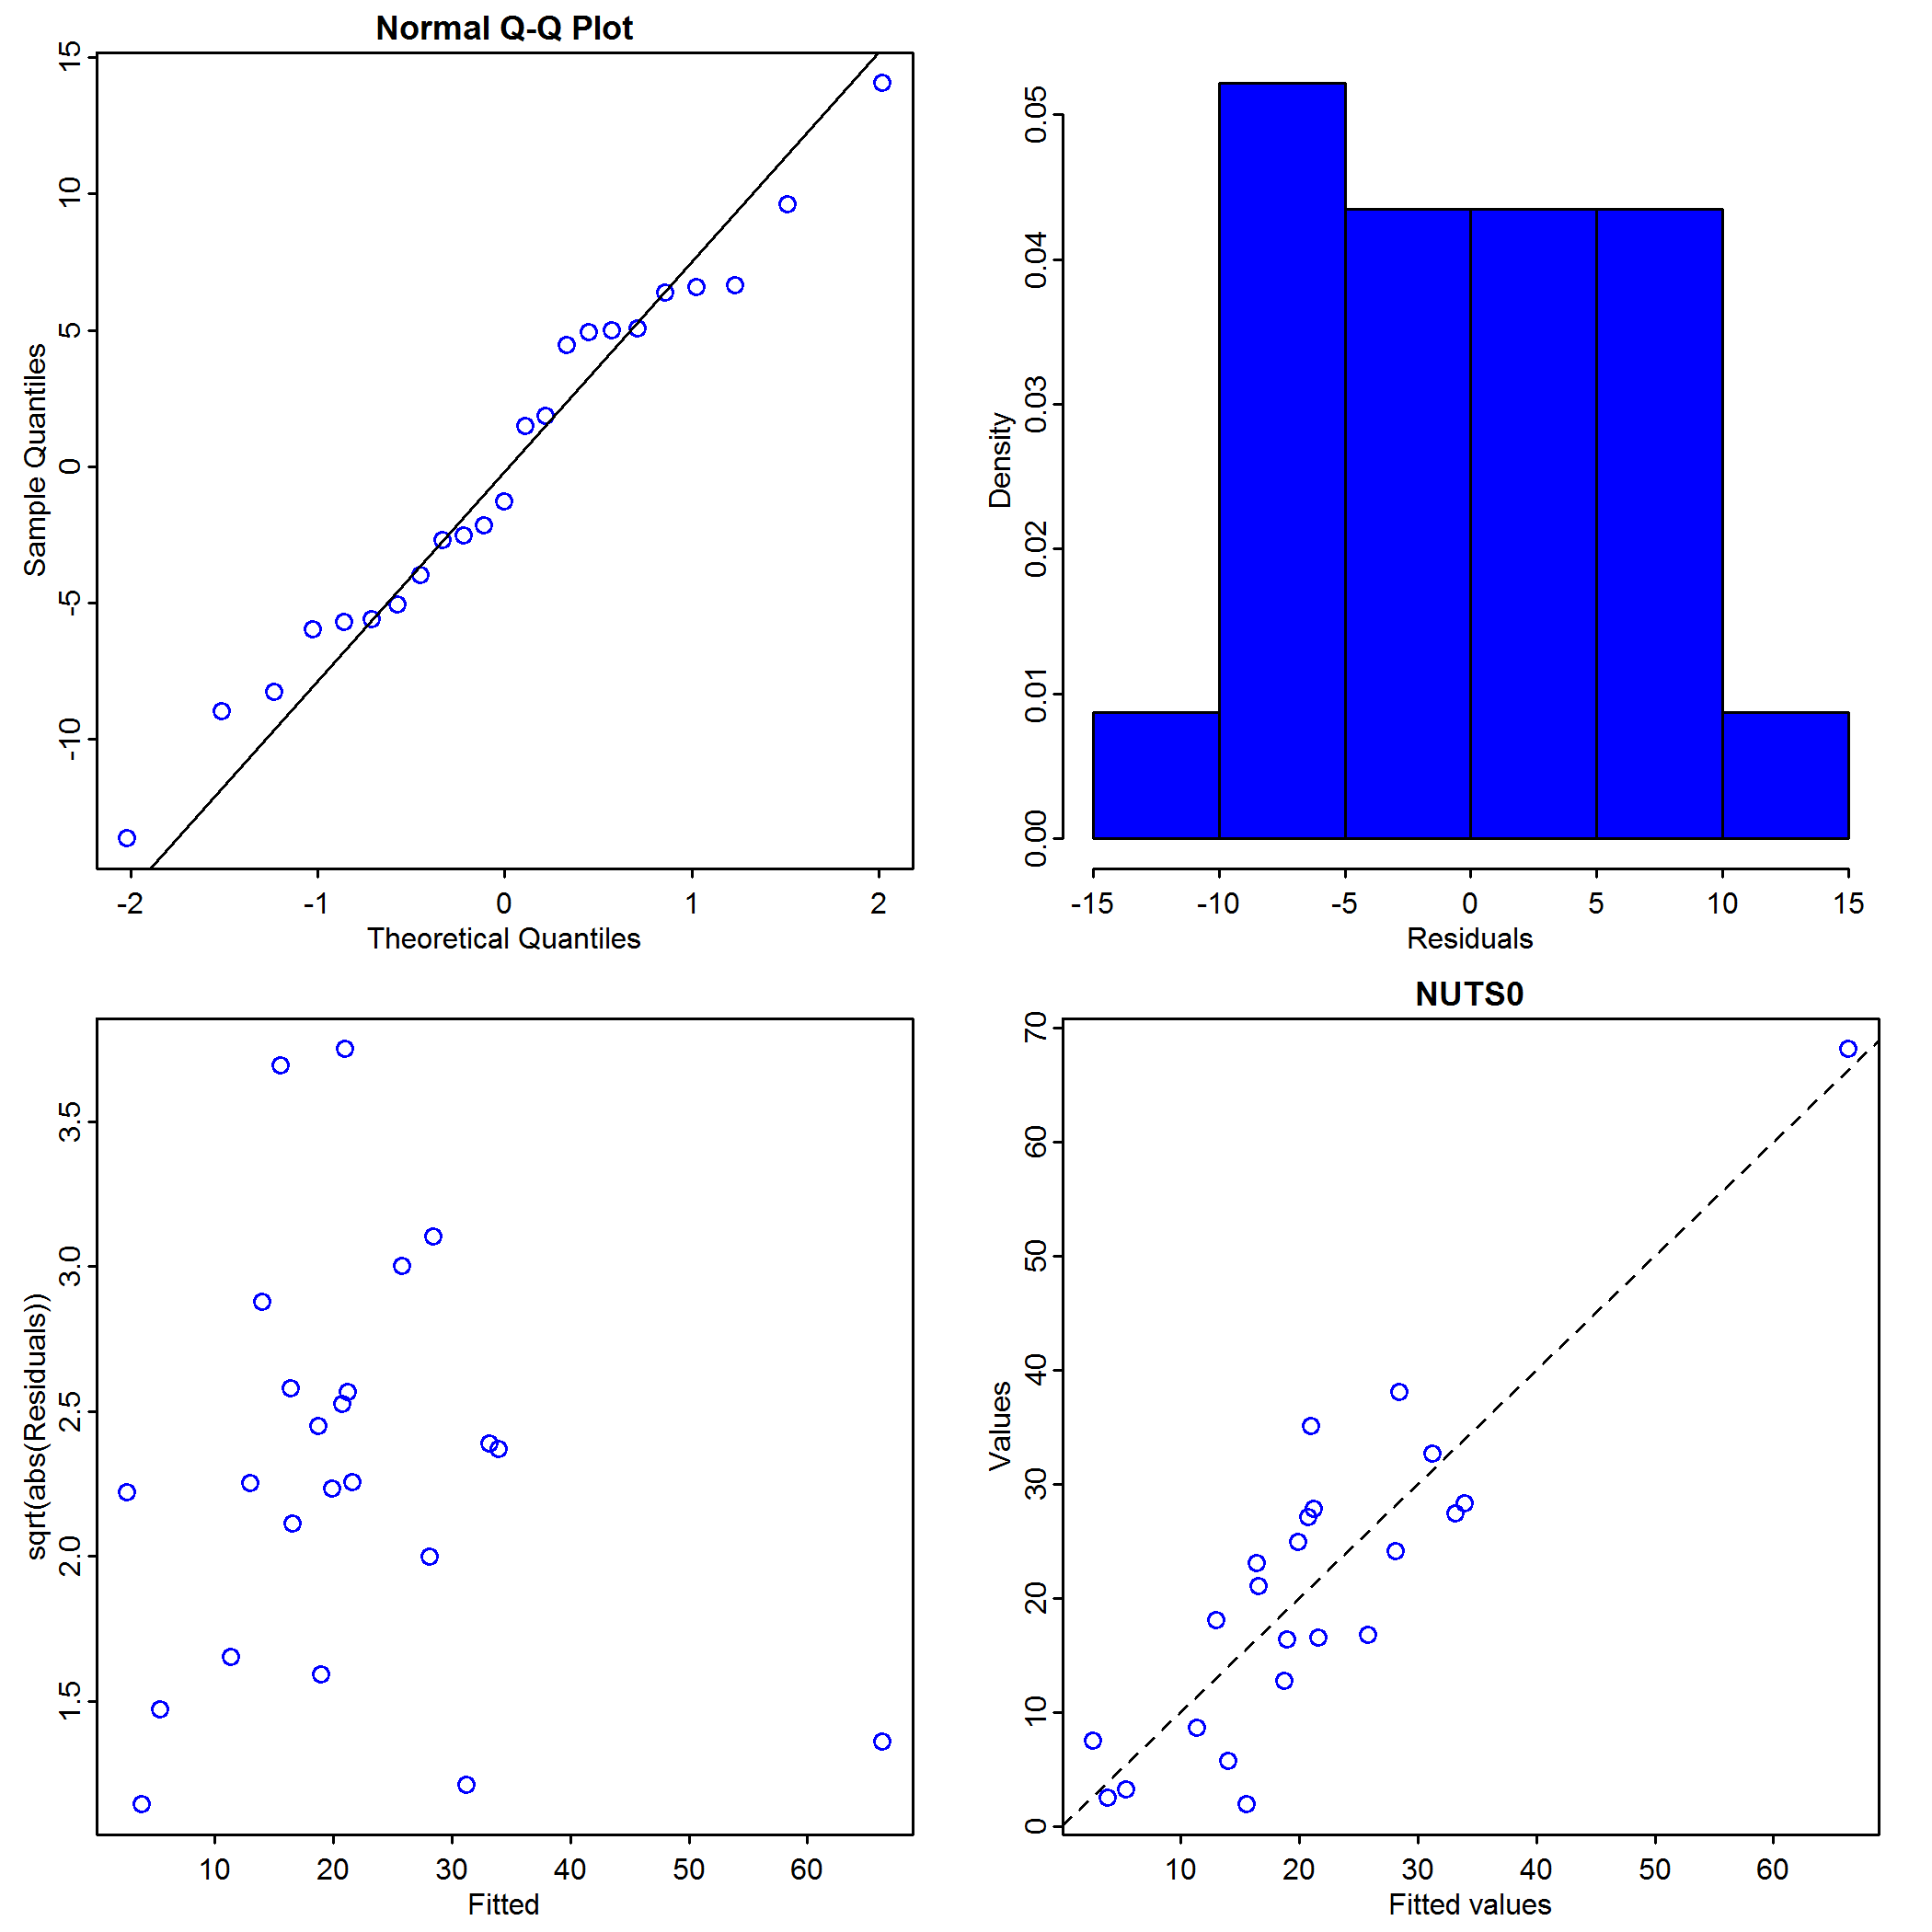 Normal Q-Q Plot
15
10
5
0
-5
-10
Sample Quantiles
-2 -1 0 1 2
Theoretical Quantiles
0.05
0.04
0.03
0.02
0.01
0.00
Density
-15 -10 -5 0 5 10 15
Residuals
3.5
3.0
2.5
2.0
1.5
sqrt(abs(Residuals))
10 20 30 40 50 60
Fitted
NUTS0
70
60
50
40
30
20
10
0
Values
10 20 30 40 50 60
Fitted values